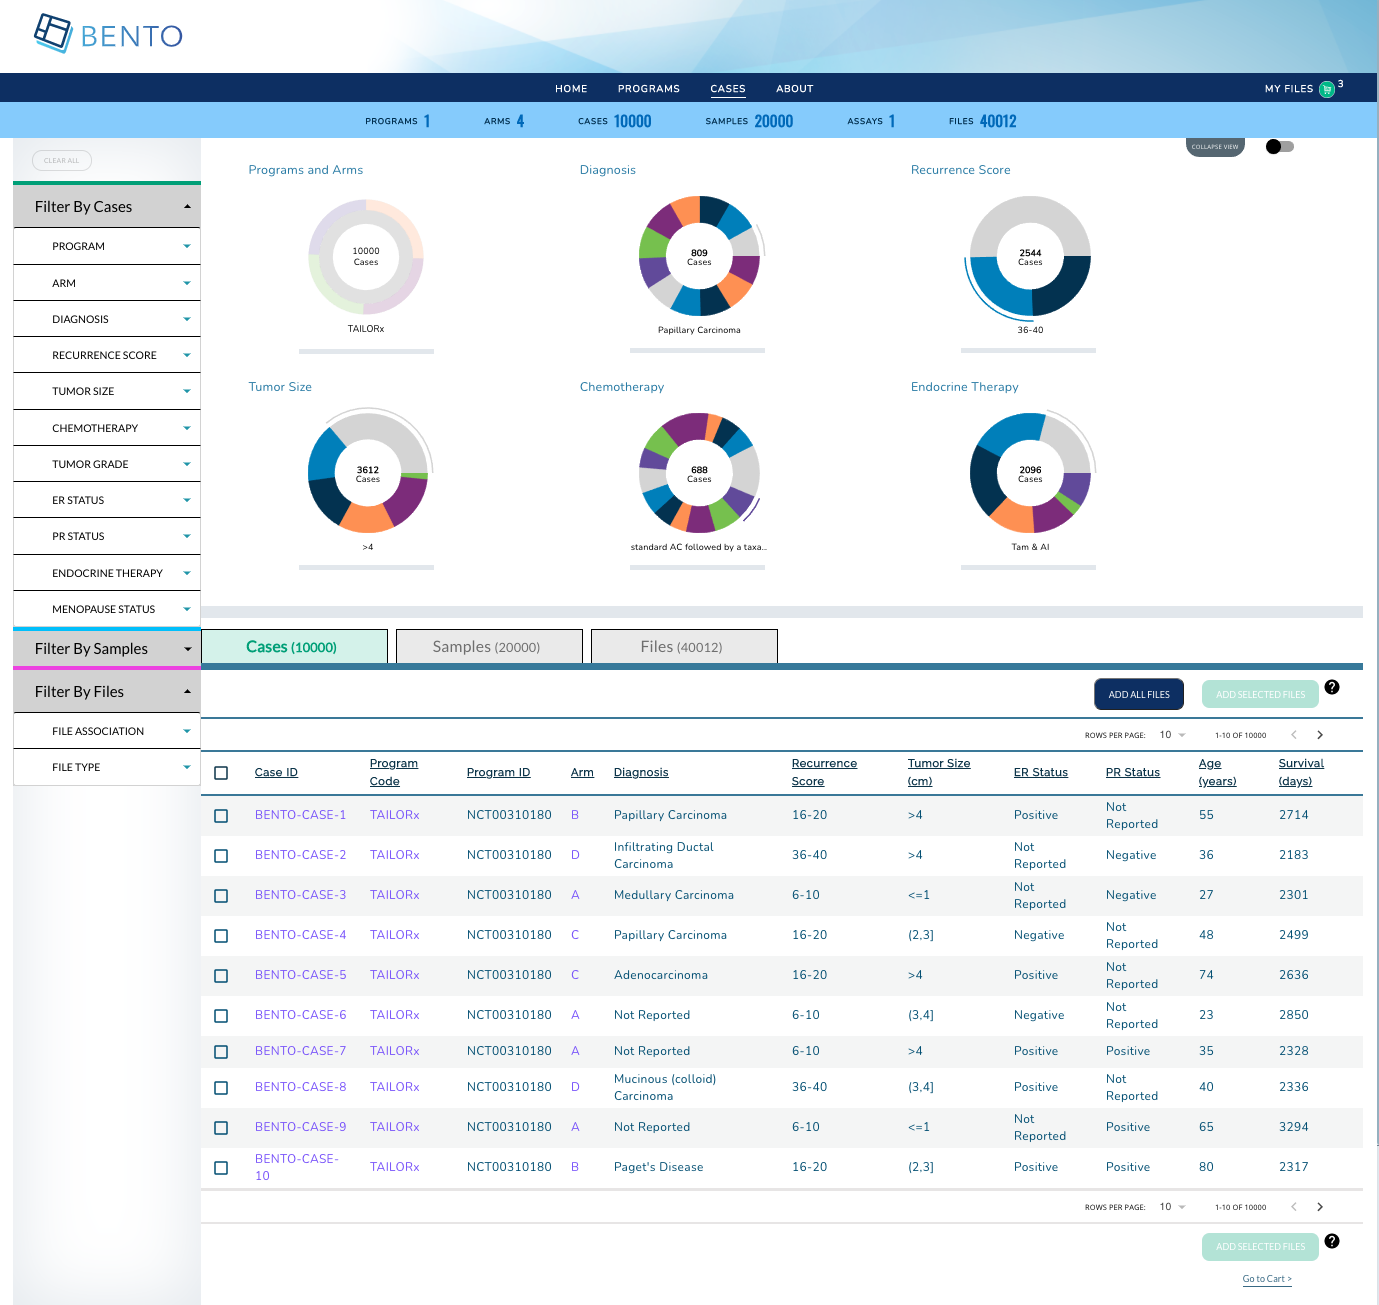 BENTO
HOME PROGRAMS CASES ABOUT MY FILES 3
PROGRAMS 1 ARMS 4 CASES 10000 SAMPLES 20000 ASSAYS 1 FILES 40012
CLEAR ALL
COLLAPSE VIEW
Filter By Cases
PROGRAM
ARM
DIAGNOSIS
RECURRENCE SCORE
TUMOR SIZE
CHEMOTHERAPY
TUMOR GRADE
ER STATUS
PR STATUS
ENDOCRINE THERAPY
MENOPAUSE STATUS
Filter By Samples
Filter By Files
FILE ASSOCIATION
FILE TYPE
Programs and Arms
10000
Cases
TAILORx
Diagnosis
809
Cases
Papillary Carcinoma
Recurrence Score
2544
Cases
36-40
Tumor Size
3612
Cases
>4
Chemotherapy
688
Cases
standard AC followed by a taxa...
Endocrine Therapy
2096
Cases
Tam & AI
Cases (10000) Samples (20000) Files (40012)
ADD ALL FILES ADD SELECTED FILES ?
ROWS PER PAGE: 10 1-10 OF 10000
Case ID Program Code Program ID Arm Diagnosis Recurrence Score Tumor Size (cm) ER Status PR Status Age (years) Survival (days)
BENTO-CASE-1 TAILORx NCT00310180 B Papillary Carcinoma 16-20 >4 Positive Not Reported 55 2714
BENTO-CASE-2 TAILORx NCT00310180 D Infiltrating Ductal Carcinoma 36-40 >4 Not Reported Negative 36 2183
BENTO-CASE-3 TAILORx NCT00310180 A Medullary Carcinoma 6-10 <=1 Not Reported Negative 27 2301
BENTO-CASE-4 TAILORx NCT00310180 C Papillary Carcinoma 16-20 (2,3] Negative Not Reported 48 2499
BENTO-CASE-5 TAILORx NCT00310180 C Adenocarcinoma 16-20 >4 Positive Not Reported 74 2636
BENTO-CASE-6 TAILORx NCT00310180 A Not Reported 6-10 (3,4] Negative Not Reported 23 2850
BENTO-CASE-7 TAILORx NCT00310180 A Not Reported 6-10 >4 Positive Positive 35 2328
BENTO-CASE-8 TAILORx NCT00310180 D Mucinous (colloid) Carcinoma 36-40 (3,4] Positive Not Reported 40 2336
BENTO-CASE-9 TAILORx NCT00310180 A Not Reported 6-10 <=1 Not Reported Positive 65 3294
BENTO-CASE-10 TAILORx NCT00310180 B Paget's Disease 16-20 (2,3] Positive Positive 80 2317
ROWS PER PAGE: 10 1-10 OF 10000
ADD SELECTED FILES ?
Go to Cart >